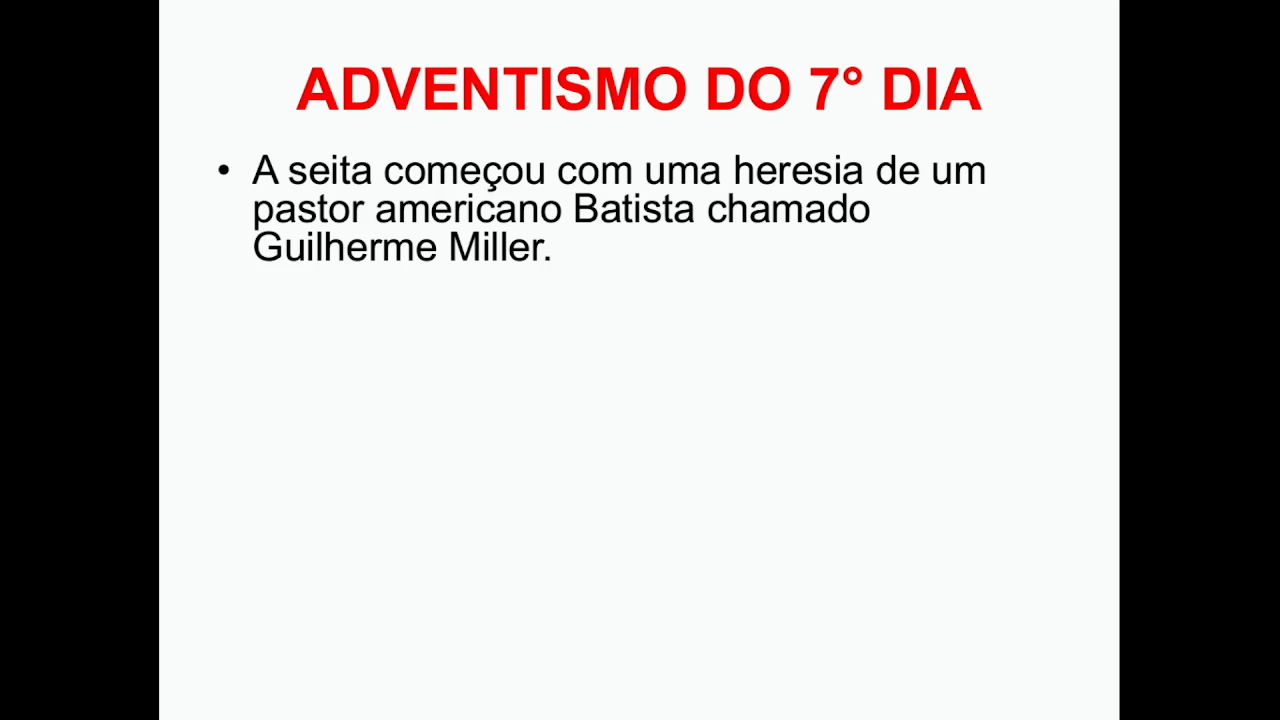 ADVENTISMO DO 7° DIA
• A seita começou com uma heresia de um
pastor americano Batista chamado
Guilherme Miller.